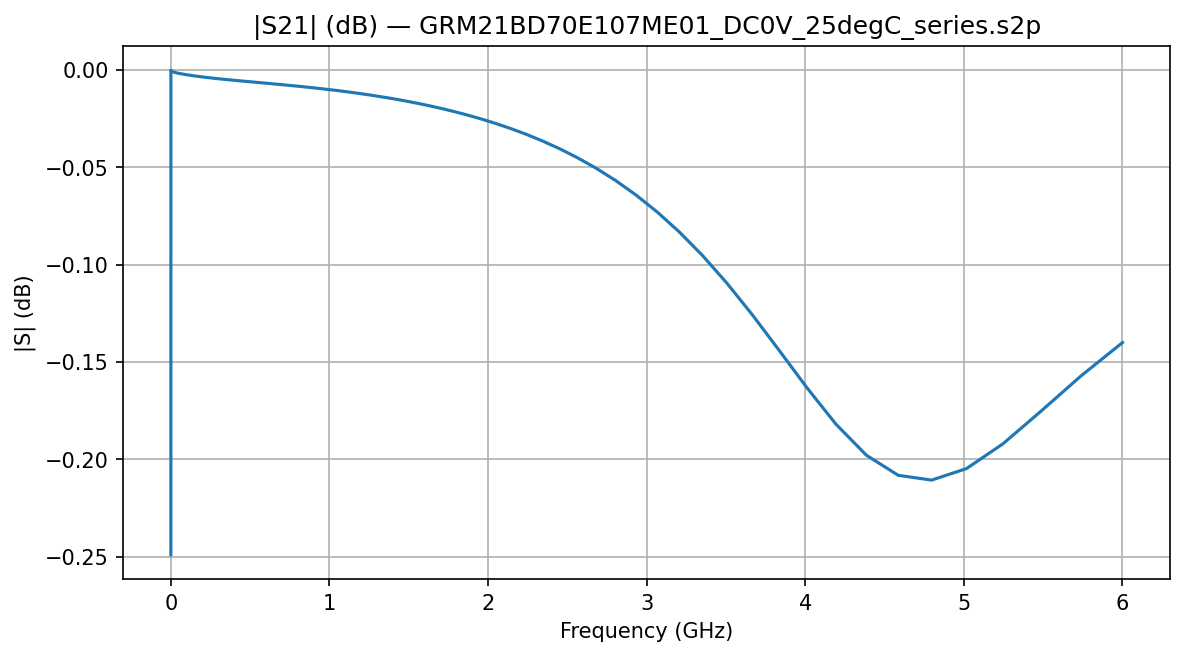 |S21| (dB) — GRM21BD70E107ME01_DC0V_25degC_series.s2p
|S| (dB)
0.00
−0.05
−0.10
−0.15
−0.20
−0.25
0 1 2 3 4 5 6
Frequency (GHz)